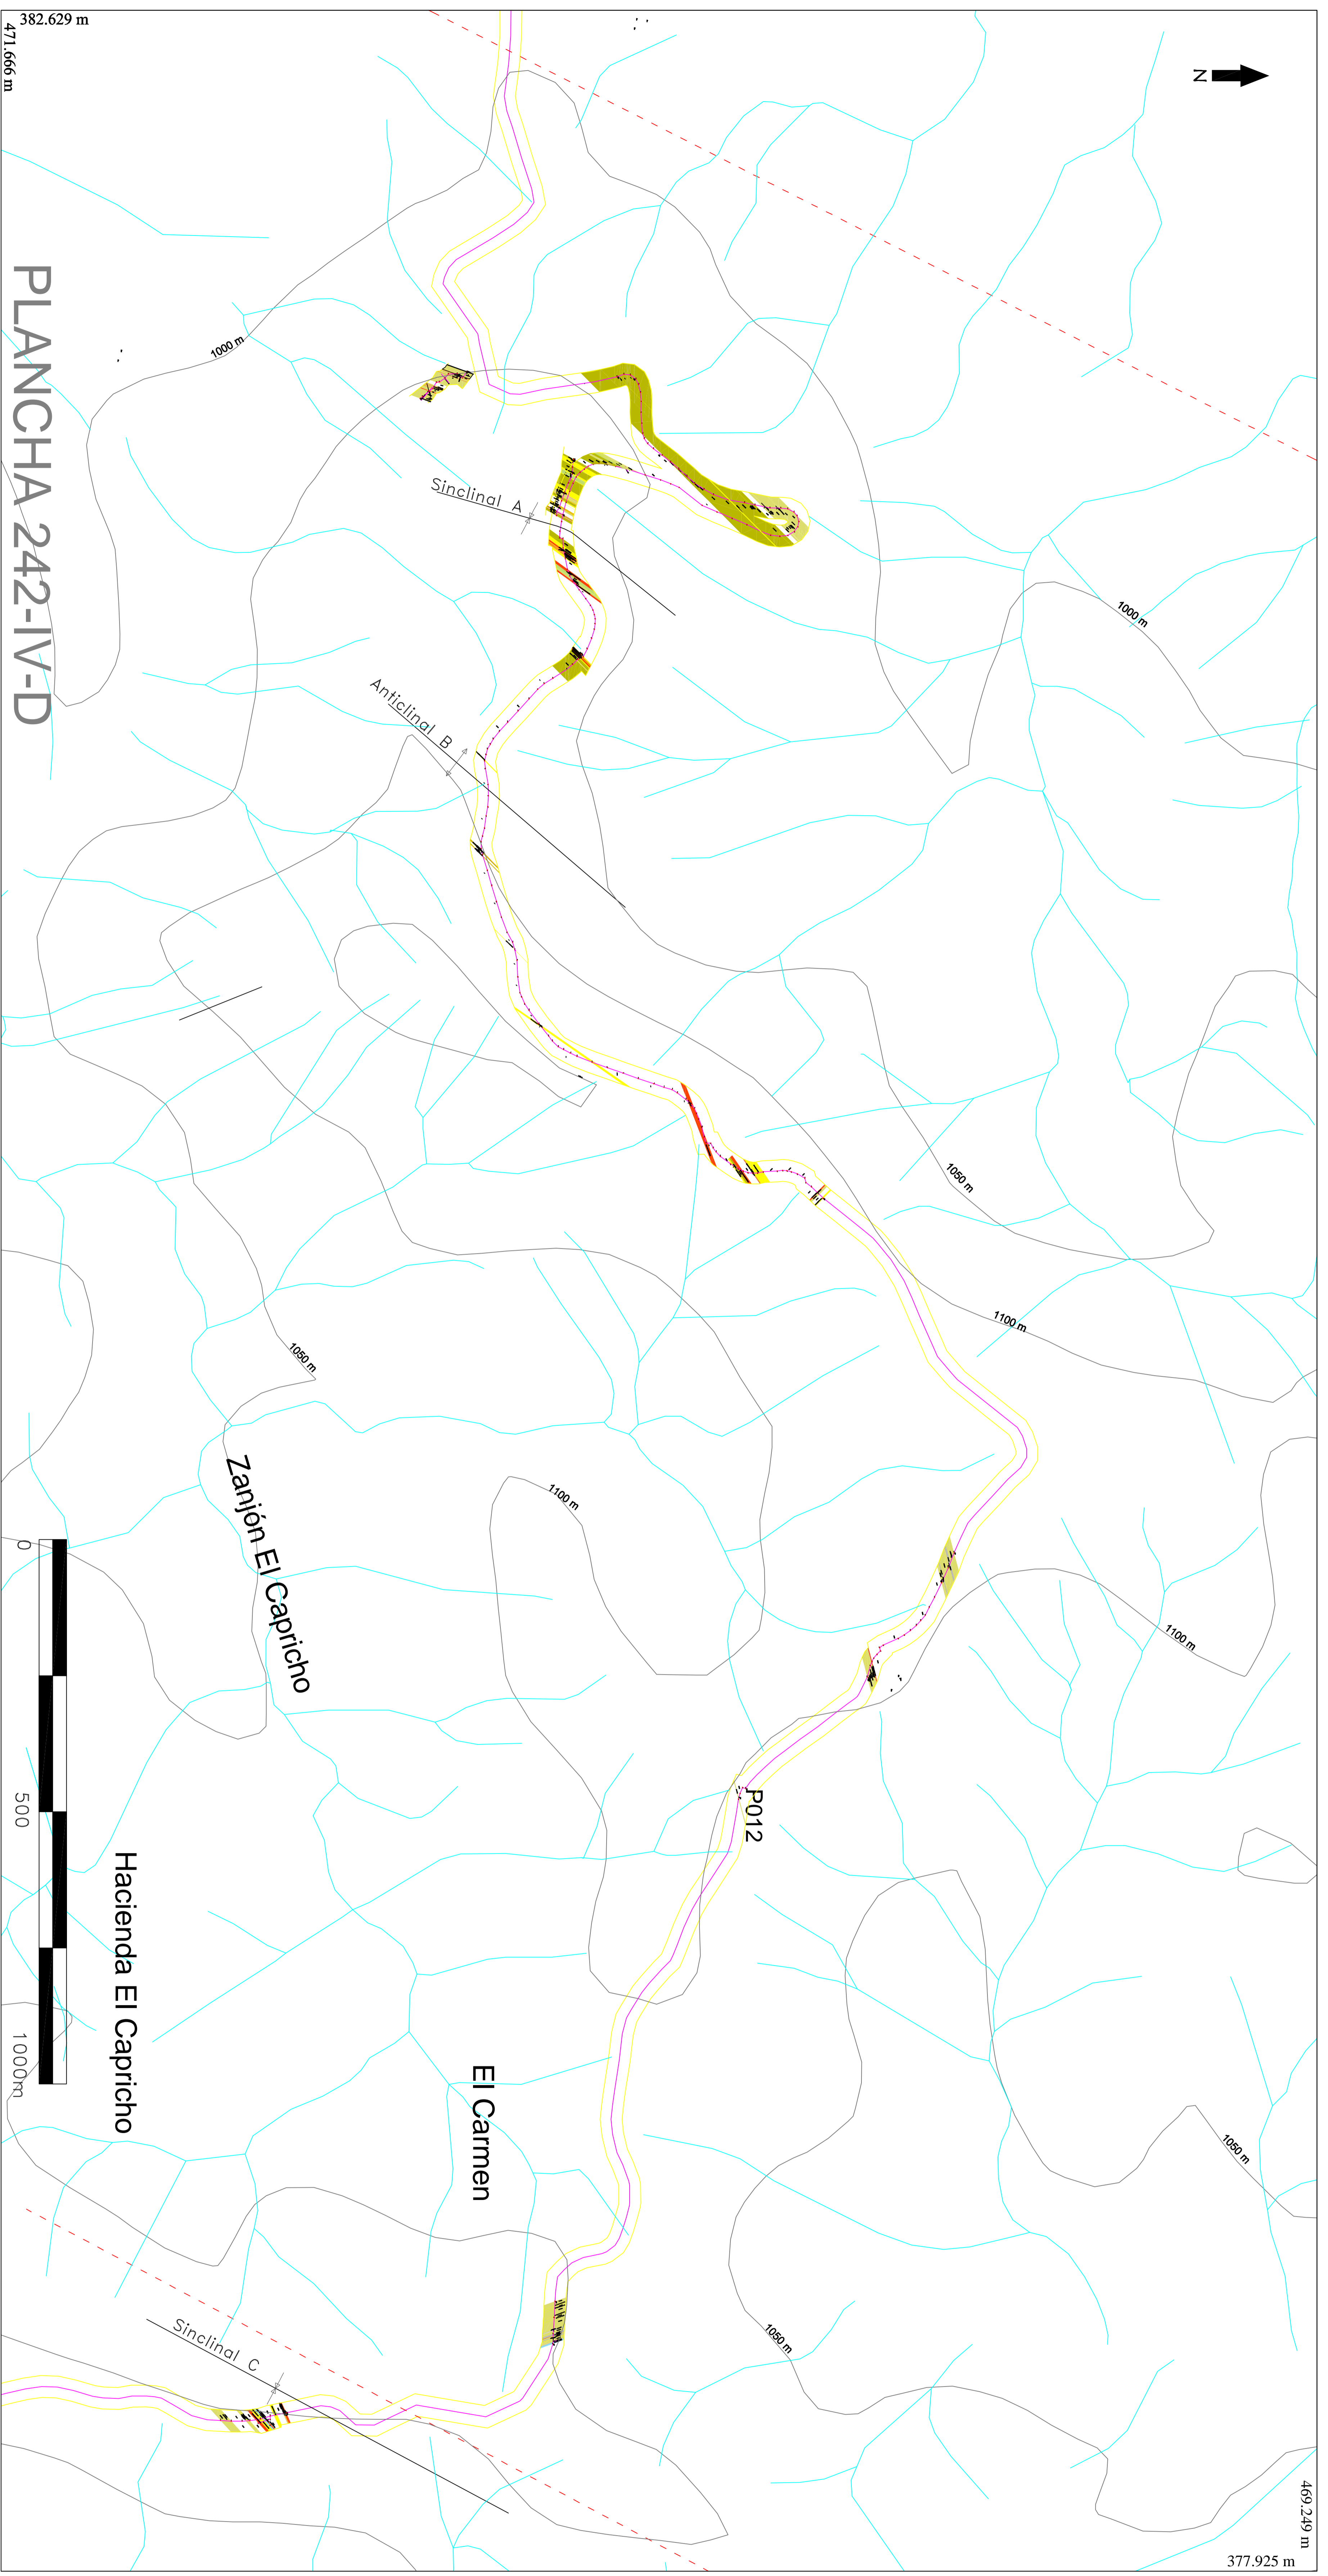 382.629 m
471.666 m
N
1000 m
PLANCHA 242-IV-D
Sinclinal A
1000 m
Anticlinal B
1050 m
1100 m
1050 m
Zanjón El Capricho
1100 m
1100 m
0
500
1000m
P012
Hacienda El Capricho
El Carmen
1050 m
1050 m
Sinclinal C
469.249 m
377.925 m